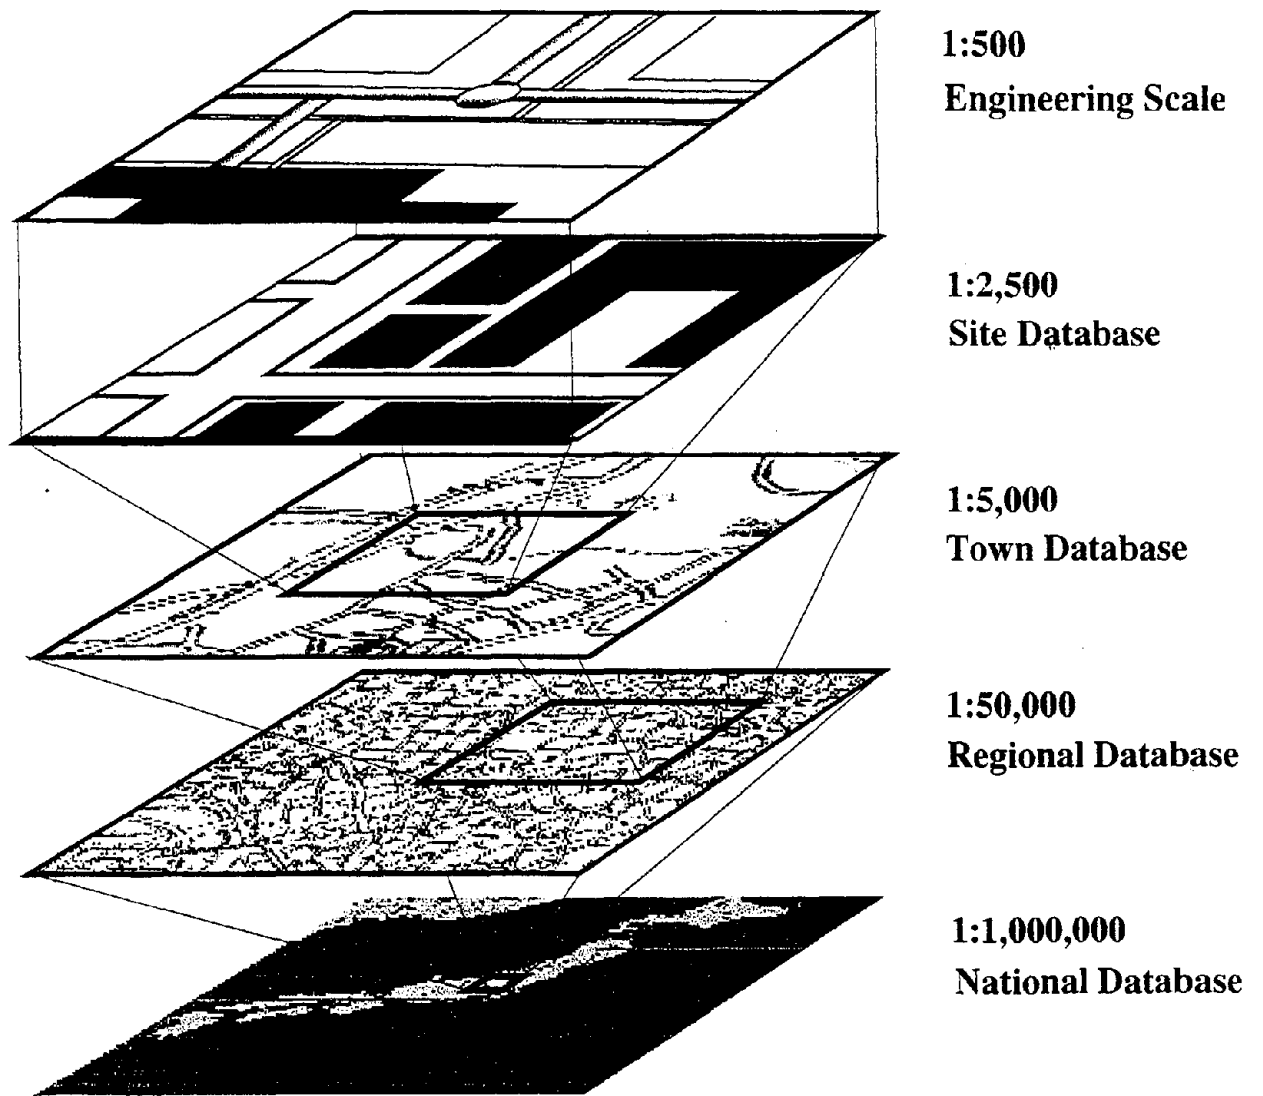 1:500
Engineering Scale
1:2,500
Site Database
1:5,000
Town Database
1:50,000
Regional Database
1:1,000,000
National Database